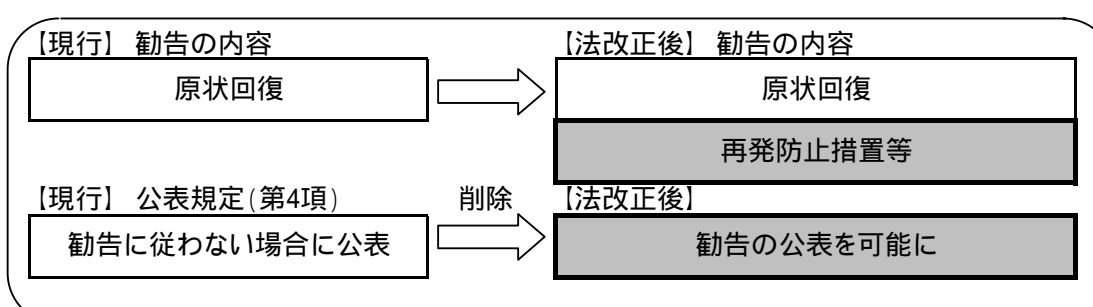 【現行】 勧告の内容
【法改正後】 勧告の内容
原状回復
原状回復
再発防止措置等
【現行】 公表規定(第4項)
削除
【法改正後】
勧告に従わない場合に公表
勧告の公表を可能に